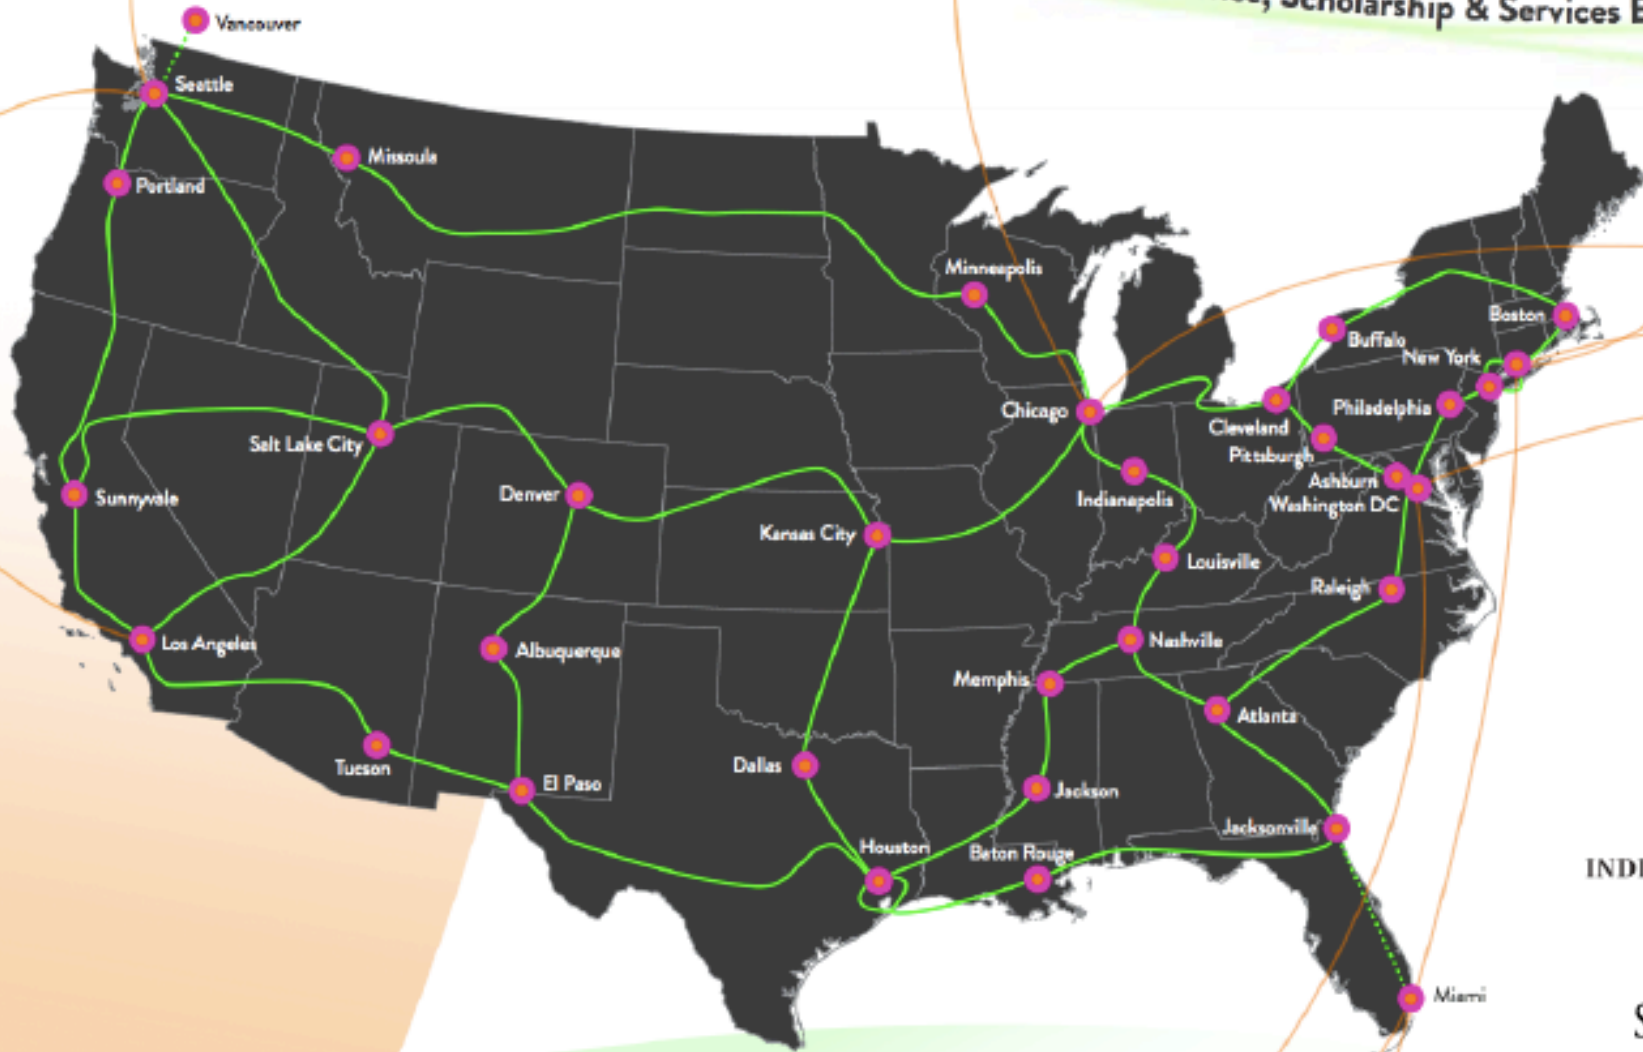 Scholarship & Services
Vancouver
Seattle
Missoula
Portland
Minneapolis
Boston
Buffalo
New York
Chicago
Philadelphia
Cleveland
Salt Lake City
Pittsburgh
Ashburn
Denver
Sunnyvale
Indianapolis
Washington DC
Kansas City
Louisville
Raleigh
Los Angeles
Albuquerque
Nashville
Memphis
Atlanta
Tucson
Dallas
El Paso
Jackson
Jacksonville
Houston
Baton Rouge
INDI
Miami
S